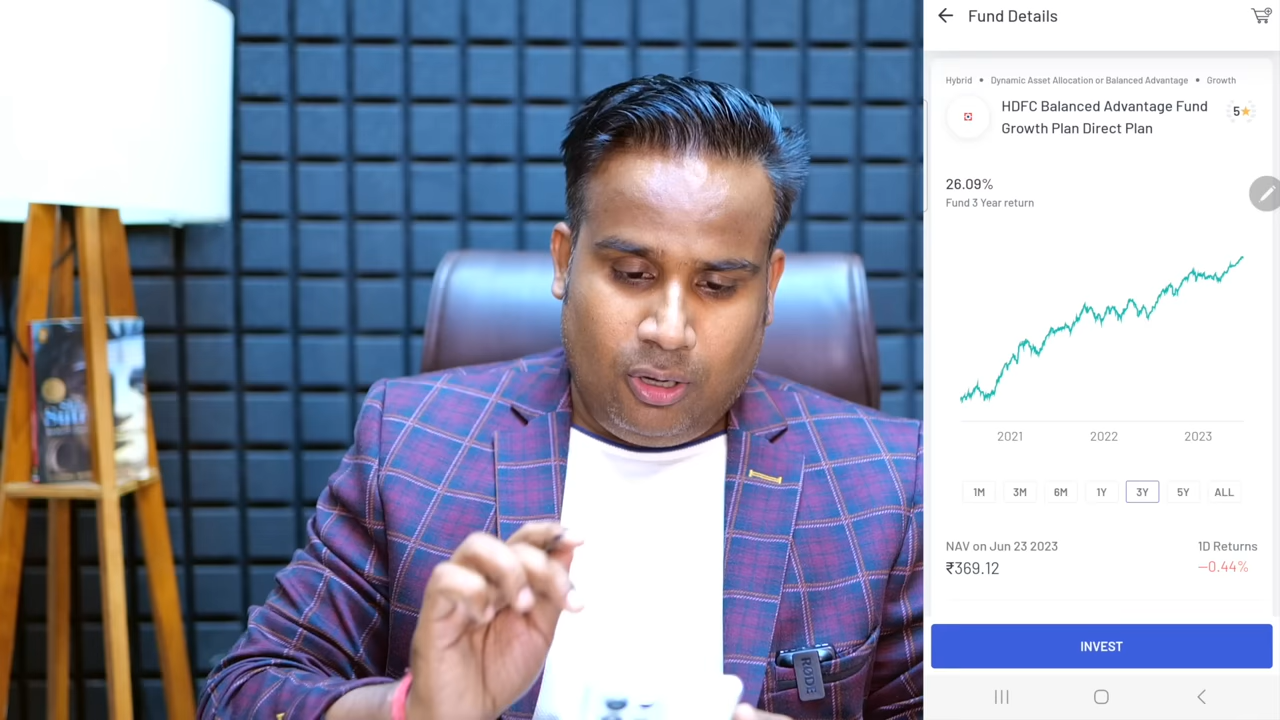 Fund Details
Hybrid • Dynamic Asset Allocation or Balanced Advantage • Growth
HDFC Balanced Advantage Fund
Growth Plan Direct Plan
5★
26.09%
Fund 3 Year return
2021 2022 2023
1M 3M 6M 1Y 3Y 5Y ALL
NAV on Jun 23 2023 1D Returns
₹369.12 −0.44%
INVEST
RØDE